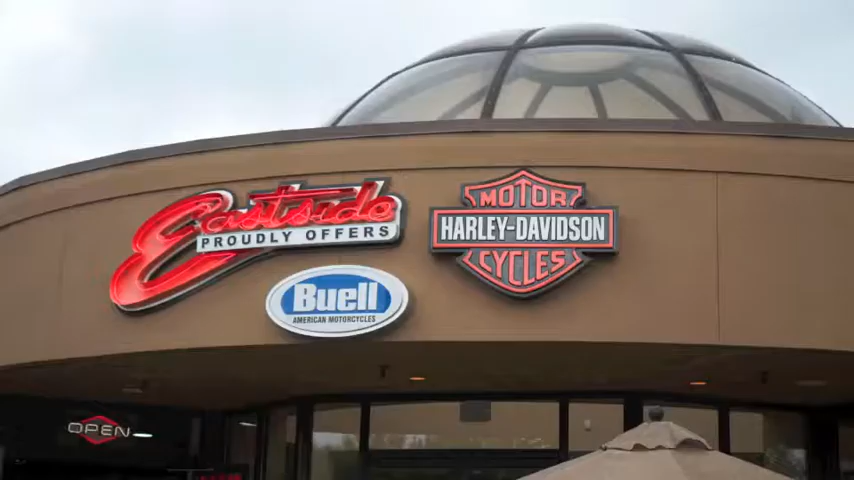 Eastside
PROUDLY OFFERS
MOTOR
HARLEY-DAVIDSON
CYCLES
Buell
AMERICAN MOTORCYCLES
OPEN